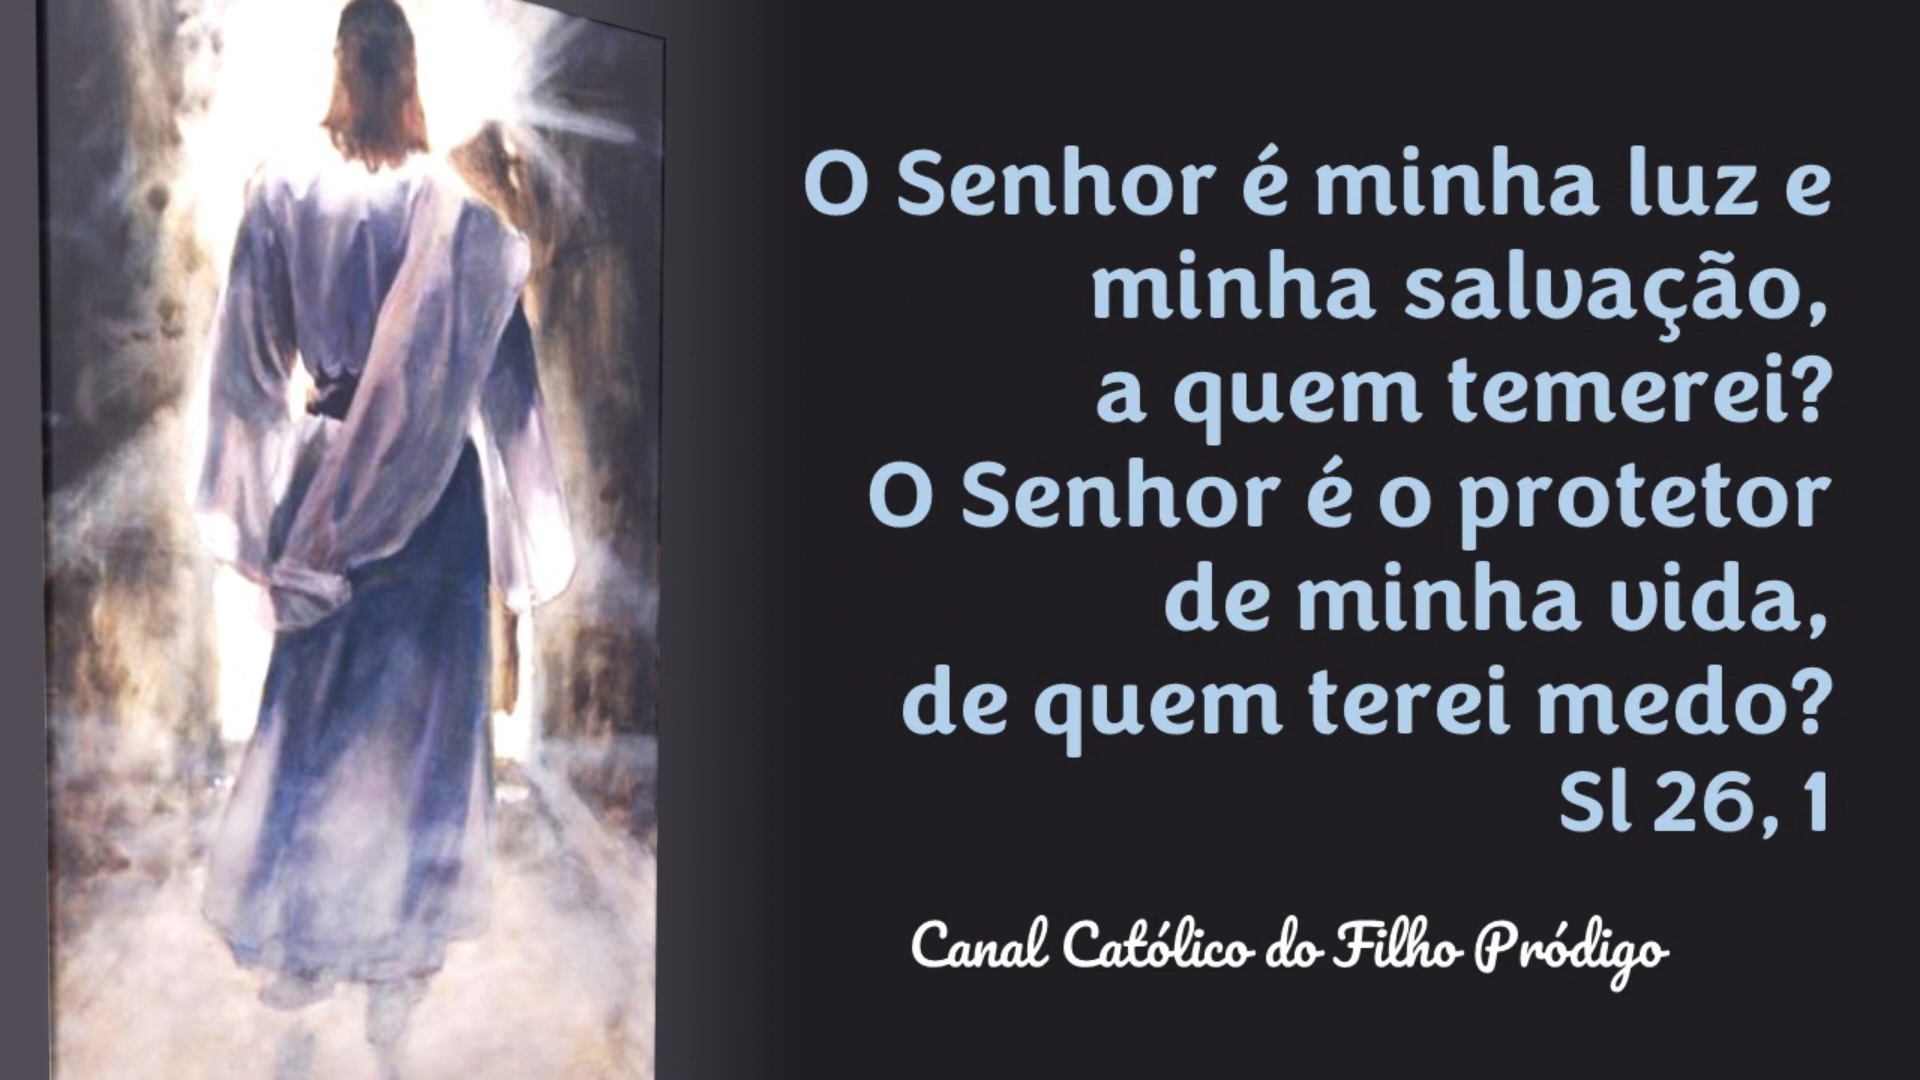 O Senhor é minha luz e
minha salvação,
a quem temerei?
O Senhor é o protetor
de minha vida,
de quem terei medo?
Sl 26, 1
Canal Católico do Filho Pródigo